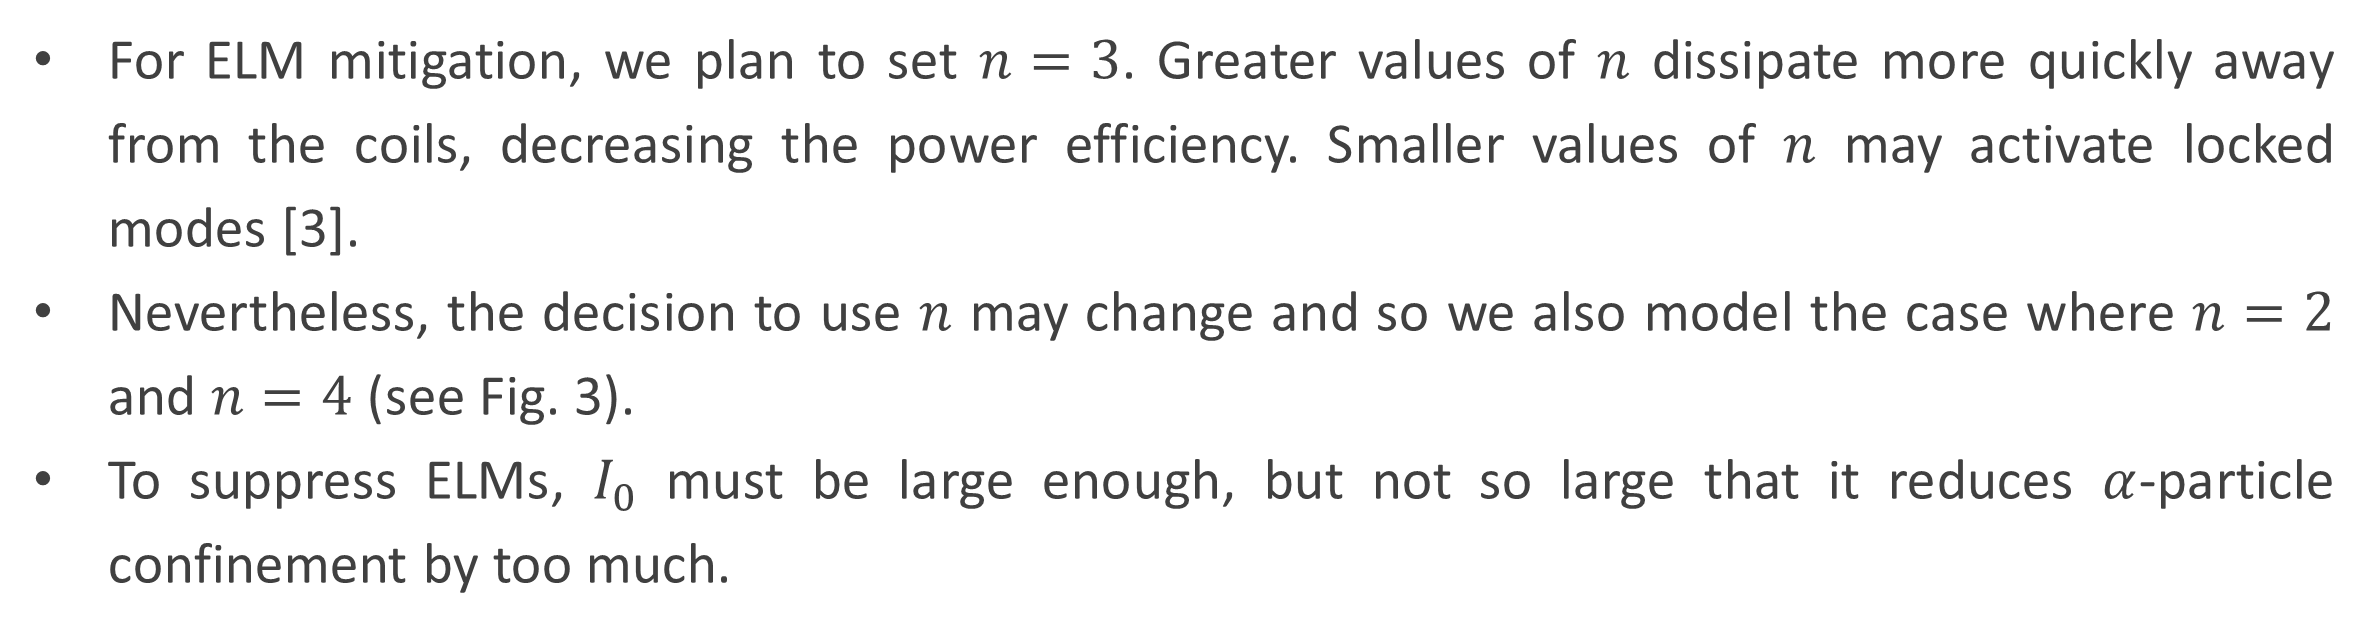 • For ELM mitigation, we plan to set n = 3. Greater values of n dissipate more quickly away
from the coils, decreasing the power efficiency. Smaller values of n may activate locked
modes [3].
• Nevertheless, the decision to use n may change and so we also model the case where n = 2
and n = 4 (see Fig. 3).
• To suppress ELMs, I₀ must be large enough, but not so large that it reduces α-particle
confinement by too much.